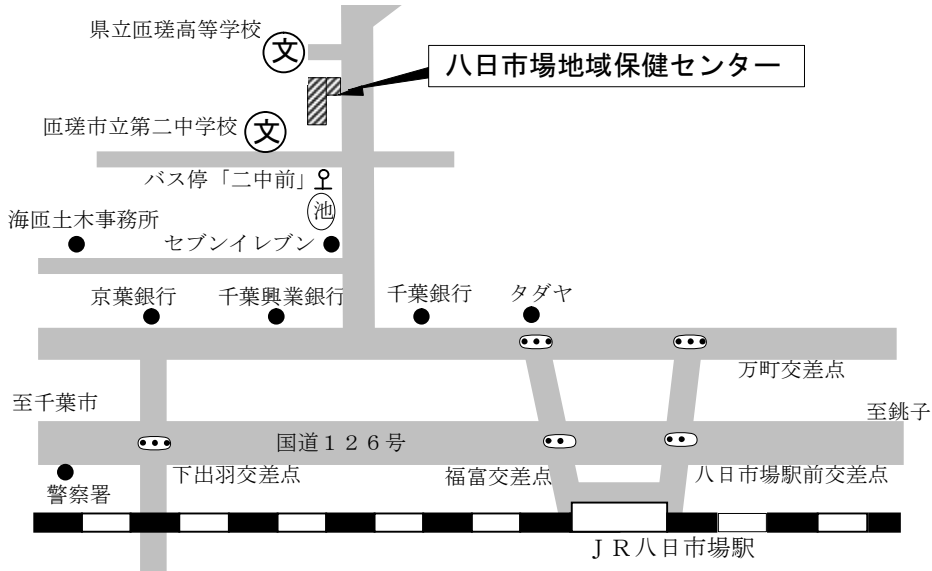 県立匝瑳高等学校
文
八日市場地域保健センター
匝瑳市立第二中学校
文
バス停「二中前」
池
海匝土木事務所
セブンイレブン
京葉銀行
千葉興業銀行
千葉銀行
タダヤ
万町交差点
至千葉市
至銚子
国道１２６号
下出羽交差点
福富交差点
八日市場駅前交差点
警察署
ＪＲ八日市場駅